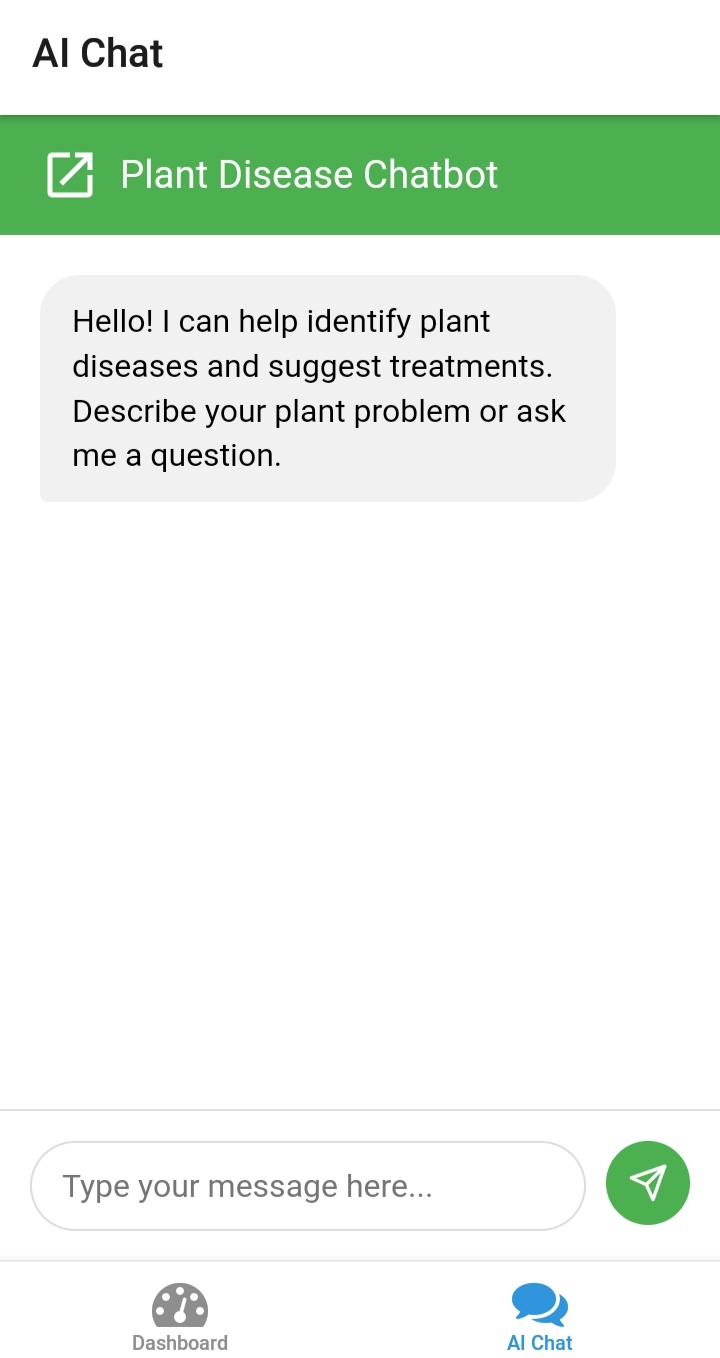 AI Chat
Plant Disease Chatbot
Hello! I can help identify plant
diseases and suggest treatments.
Describe your plant problem or ask
me a question.
Type your message here...
Dashboard
AI Chat